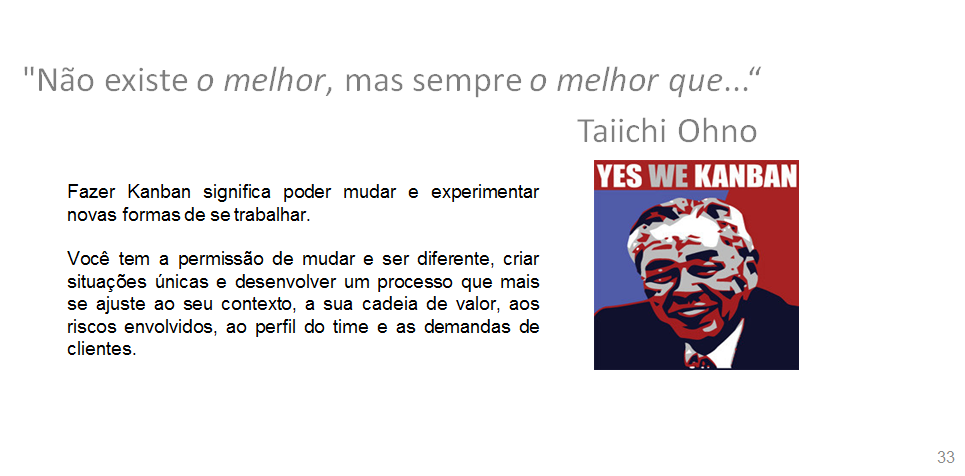 "Não existe o melhor, mas sempre o melhor que...“
Taiichi Ohno
YES WE KANBAN
Fazer Kanban significa poder mudar e experimentar
novas formas de se trabalhar.
Você tem a permissão de mudar e ser diferente, criar
situações únicas e desenvolver um processo que mais
se ajuste ao seu contexto, a sua cadeia de valor, aos
riscos envolvidos, ao perfil do time e as demandas de
clientes.
33